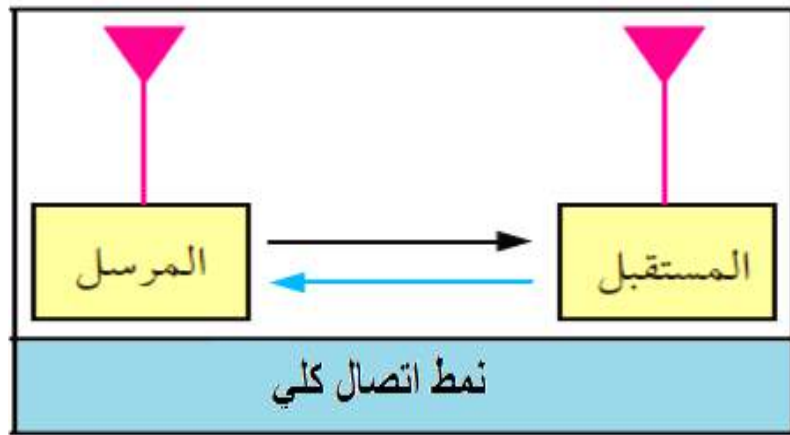 المرسل
المستقبل
نمط اتصال كلي